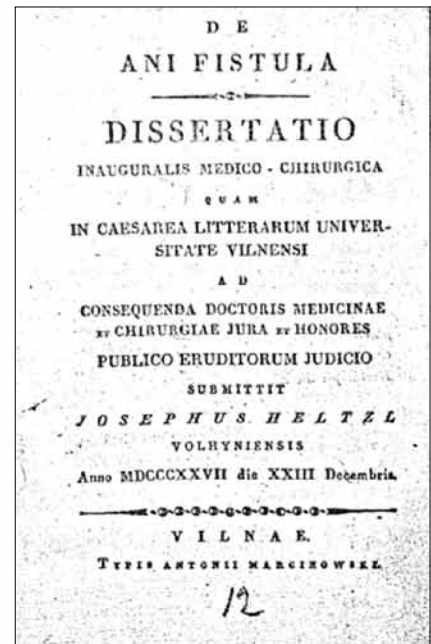 D E
ANI FISTULA
DISSERTATIO
INAUGURALIS MEDICO - CHIRURGICA
QUAM
IN CAESAREA LITTERARUM UNIVER-
SITATE VILNENSI
A D
CONSEQUENDA DOCTORIS MEDICINAE
ET CHIRURGIAE JURA ET HONORES
PUBLICO ERUDITORUM JUDICIO
SUBMITTIT
JOSEPHUS HELTZL
VOLHYNIENSIS
Anno MDCCCXXVII die XXIII Decembris.
VILNAE.
TYPIS ANTONII MARCINOWSKI.
12